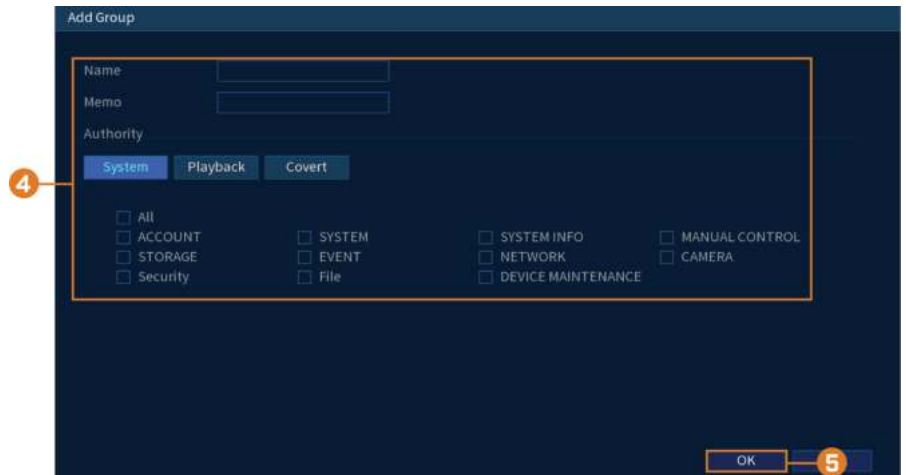 Add Group
Name
Memo
Authority
4
System Playback Covert
All
ACCOUNT SYSTEM SYSTEM INFO MANUAL CONTROL
STORAGE EVENT NETWORK CAMERA
Security File DEVICE MAINTENANCE
OK 5